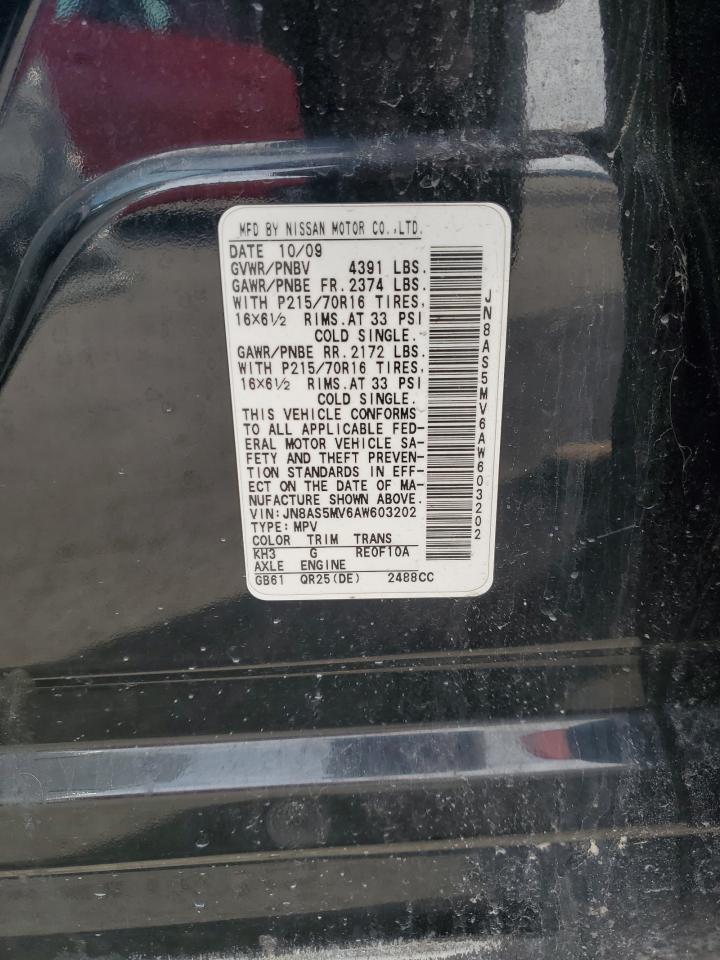 MFD BY NISSAN MOTOR CO.,LTD.
DATE 10/09
GVWR/PNBV 4391 LBS.
GAWR/PNBE FR. 2374 LBS.
WITH P215/70R16 TIRES,
16X6½ RIMS.AT 33 PSI
COLD SINGLE.
GAWR/PNBE RR. 2172 LBS.
WITH P215/70R16 TIRES,
16X6½ RIMS.AT 33 PSI
COLD SINGLE.
THIS VEHICLE CONFORMS
TO ALL APPLICABLE FED-
ERAL MOTOR VEHICLE SA-
FETY AND THEFT PREVEN-
TION STANDARDS IN EFF-
ECT ON THE DATE OF MA-
NUFACTURE SHOWN ABOVE.
VIN:JN8AS5MV6AW603202
TYPE:MPV
COLOR TRIM TRANS
KH3 G RE0F10A
AXLE ENGINE
GB61 QR25(DE) 2488CC
JN8AS5MV6AW603202